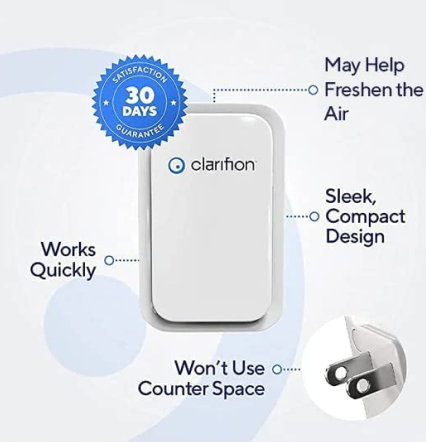 SATISFACTION
30
DAYS
GUARANTEE
May Help
Freshen the
Air
clarifion
Sleek,
Compact
Design
Works
Quickly
Won't Use
Counter Space